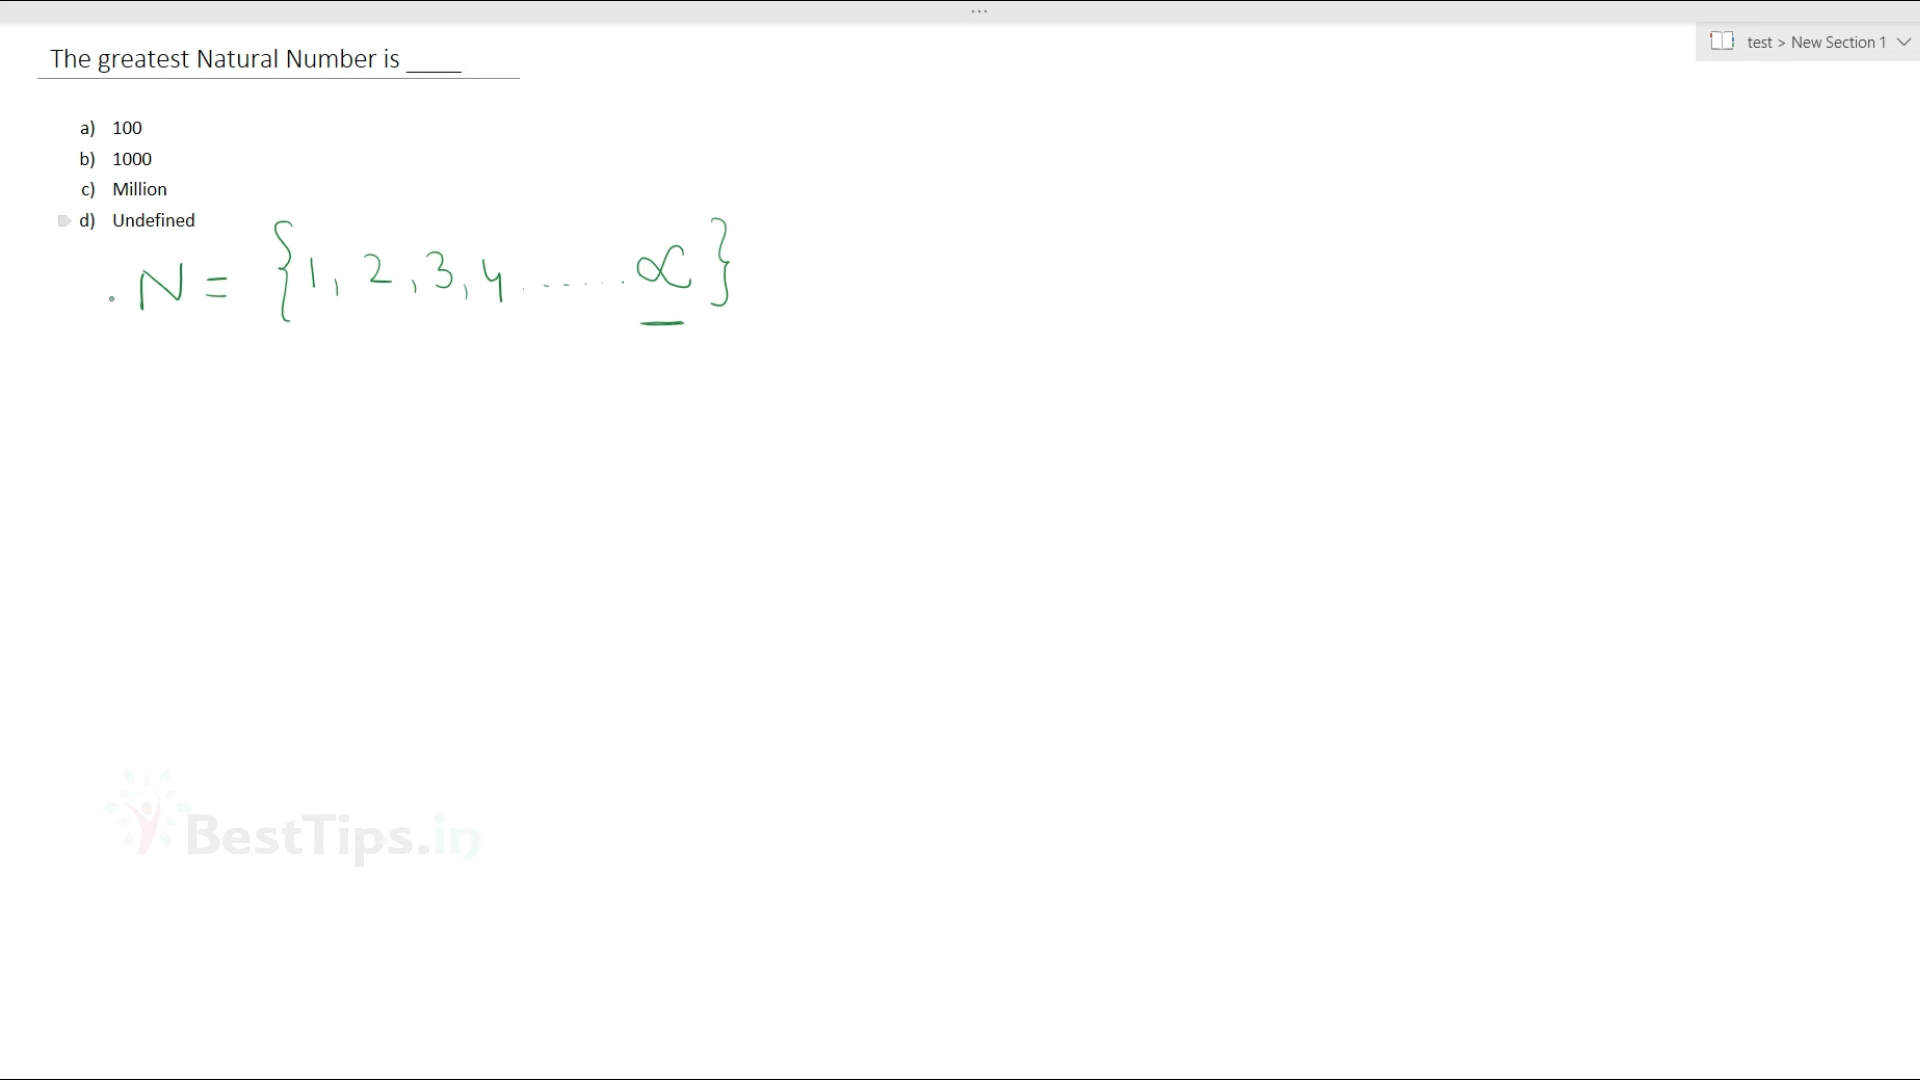 ...
test > New Section 1
The greatest Natural Number is _____
a) 100
b) 1000
c) Million
d) Undefined
. N = {1, 2, 3, 4 ....... ∝}
BestTips.in